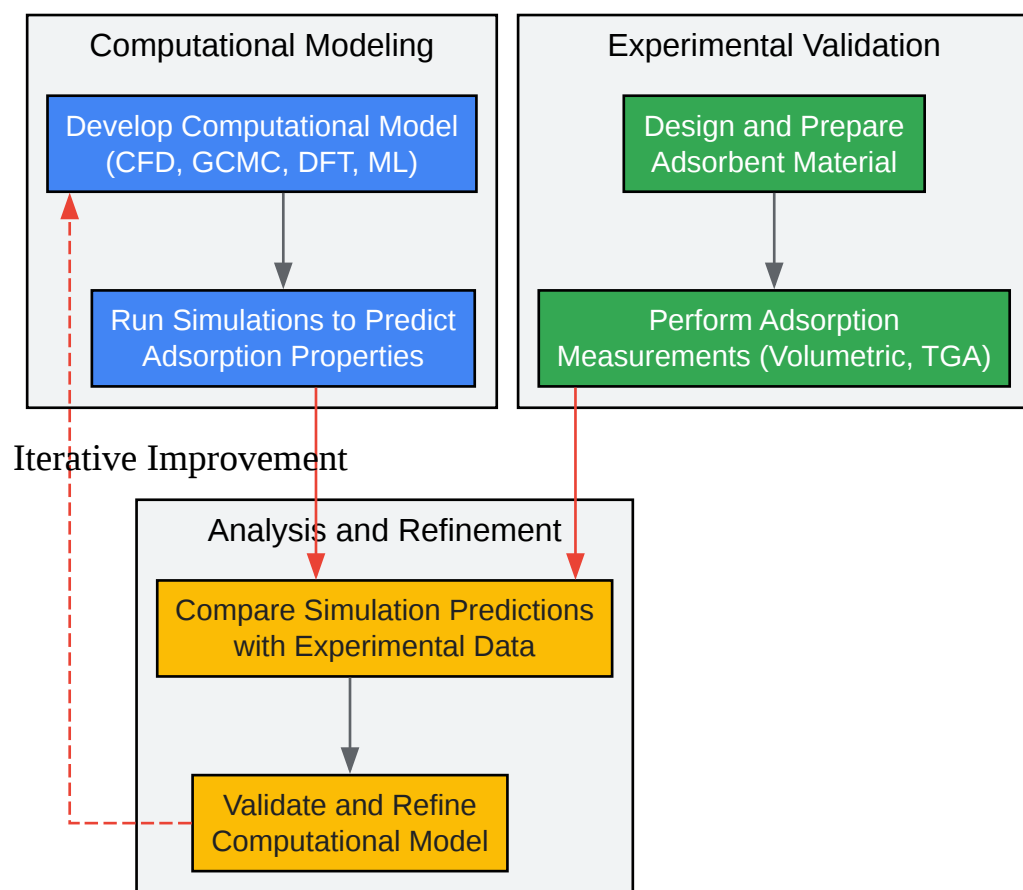 Computational Modeling
Develop Computational Model
(CFD, GCMC, DFT, ML)
Run Simulations to Predict
Adsorption Properties
Experimental Validation
Design and Prepare
Adsorbent Material
Perform Adsorption
Measurements (Volumetric, TGA)
Iterative Improvement
Analysis and Refinement
Compare Simulation Predictions
with Experimental Data
Validate and Refine
Computational Model